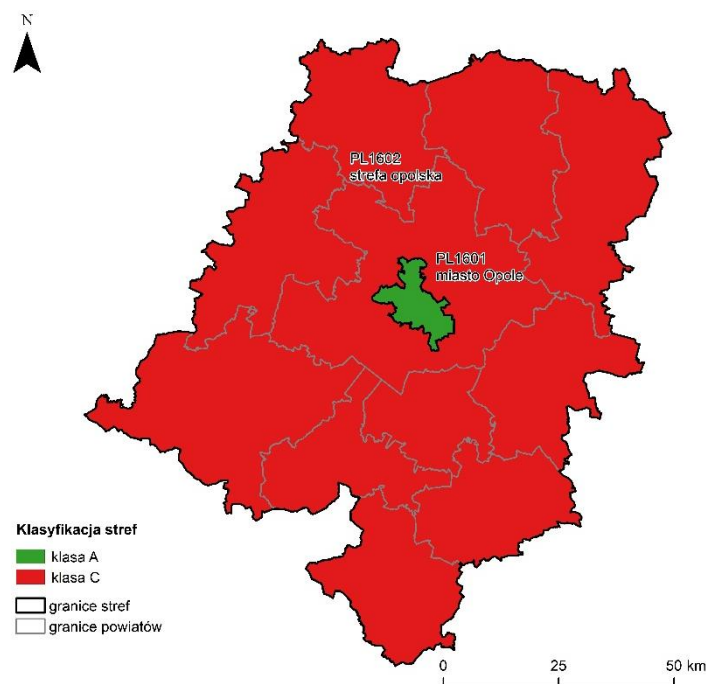 N
PL1602
strefa opolska
PL1601
miasto Opole
Klasyfikacja stref
klasa A
klasa C
granice stref
granice powiatów
0 25 50 km